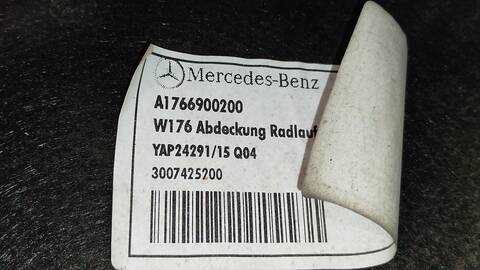 Mercedes-Benz
A1766900200
W176 Abdeckung Radlauf
YAP24291/15 Q04
3007425200